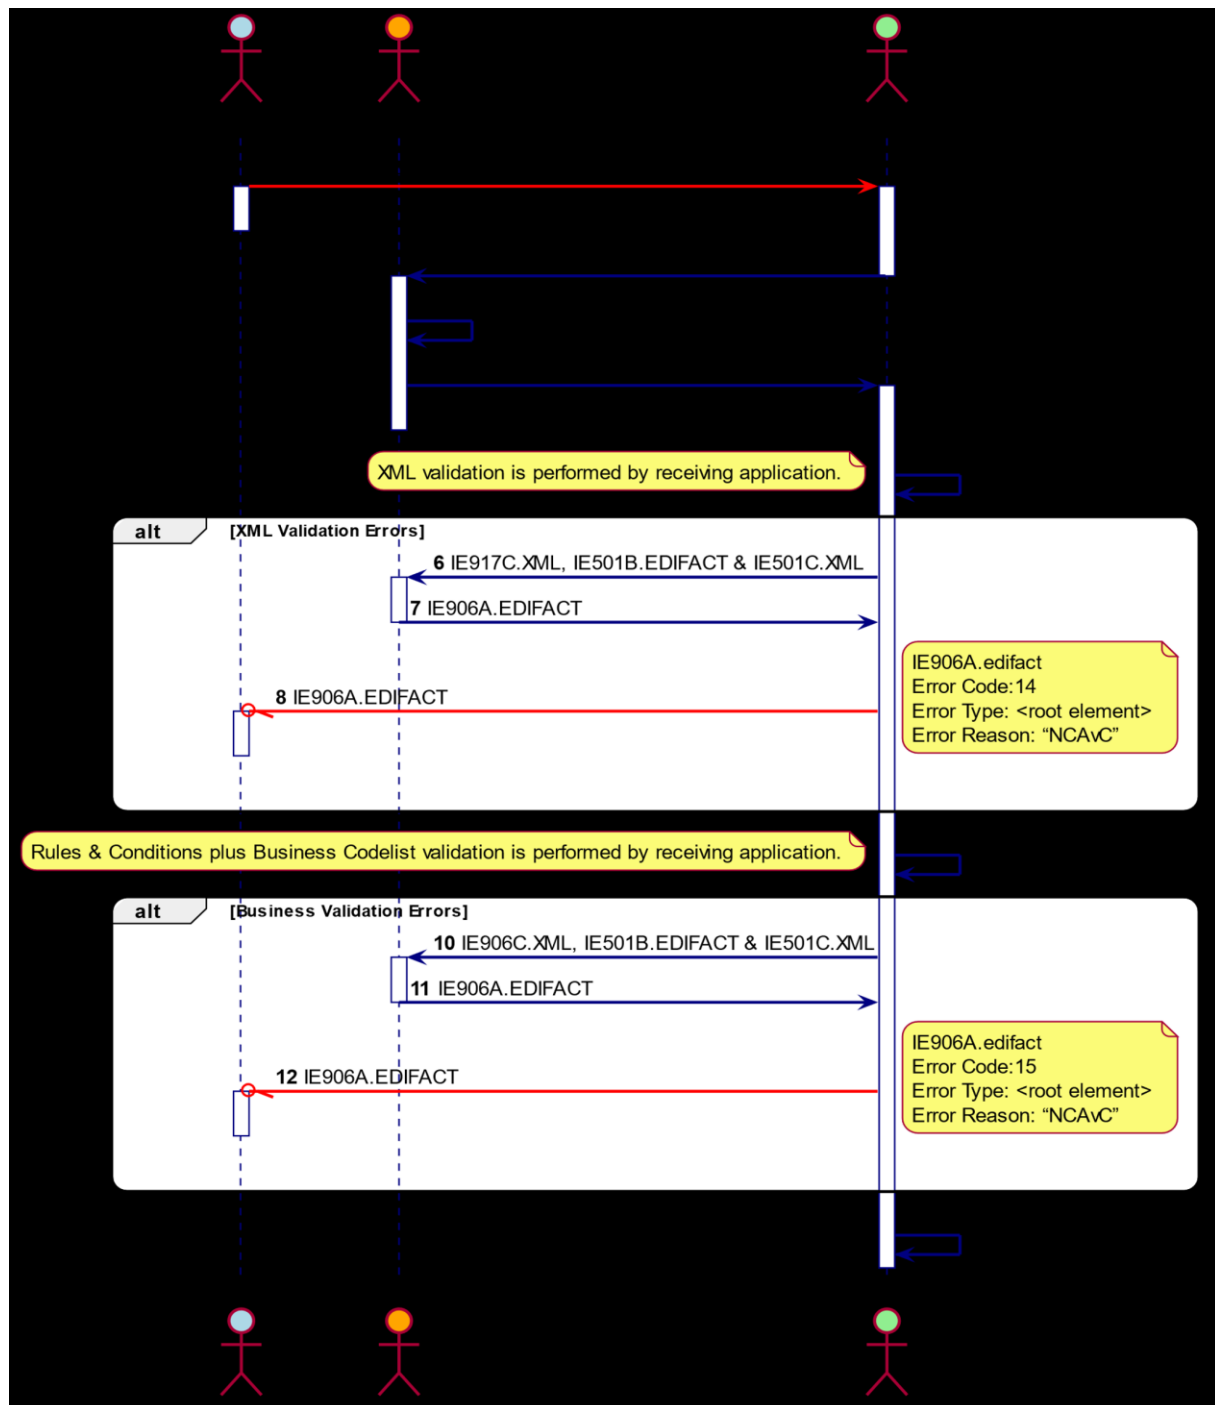 XML validation is performed by receiving application.
alt [XML Validation Errors]
6 IE917C.XML, IE501B.EDIFACT & IE501C.XML
7 IE906A.EDIFACT
IE906A.edifact
Error Code:14
Error Type: <root element>
Error Reason: “NCAvC”
8 IE906A.EDIFACT
Rules & Conditions plus Business Codelist validation is performed by receiving application.
alt [Business Validation Errors]
10 IE906C.XML, IE501B.EDIFACT & IE501C.XML
11 IE906A.EDIFACT
IE906A.edifact
Error Code:15
Error Type: <root element>
Error Reason: “NCAvC”
12 IE906A.EDIFACT